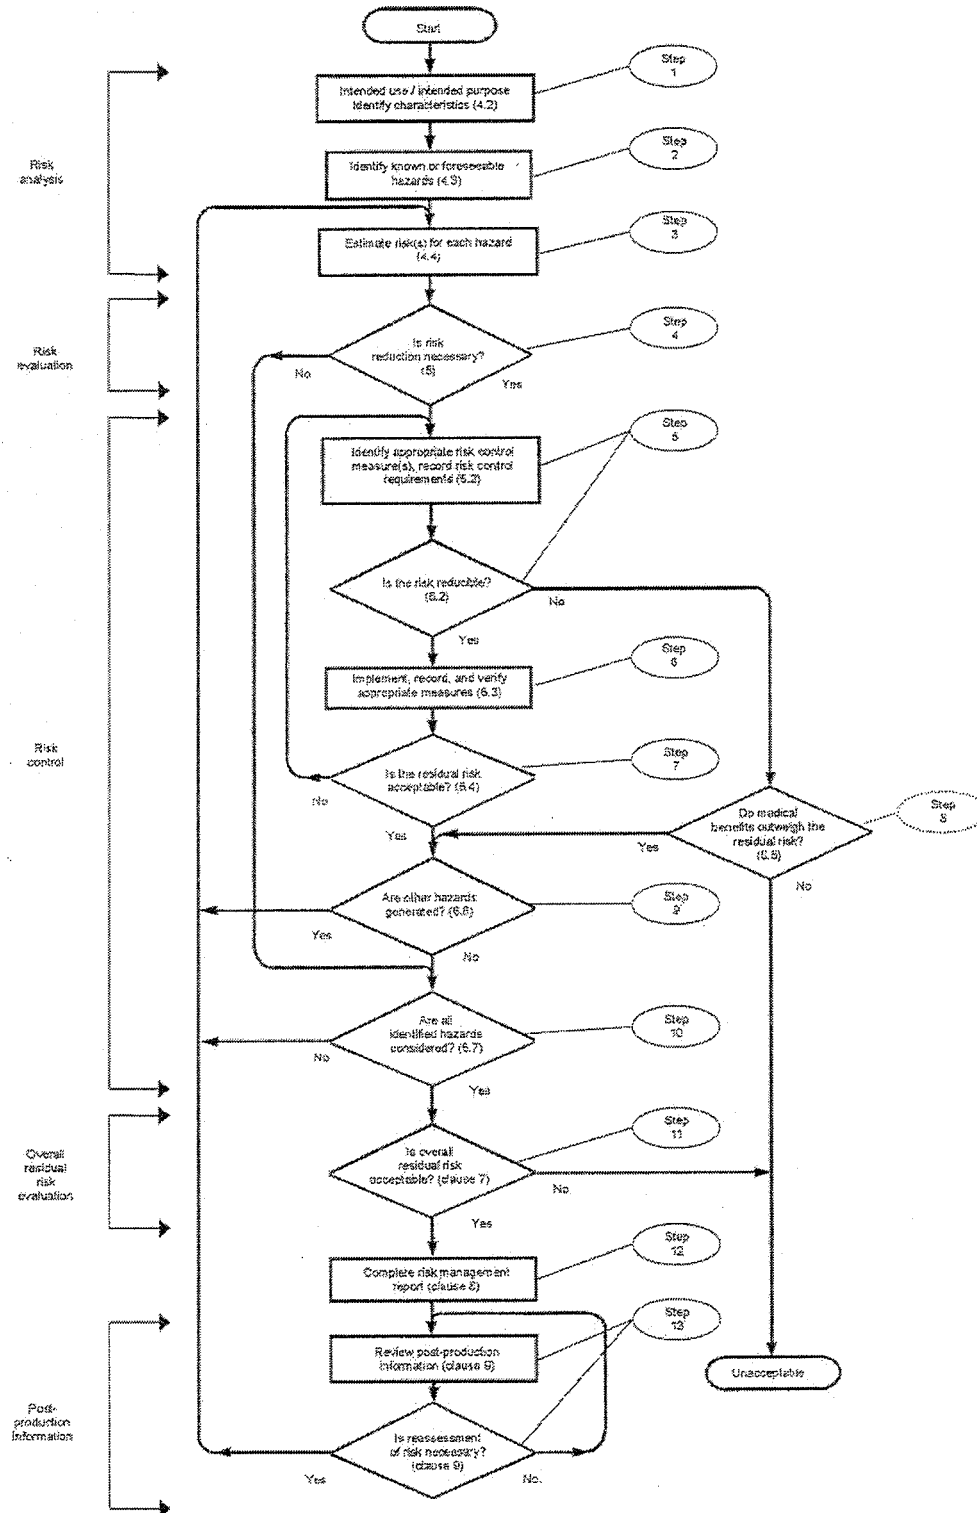 Start
Step
1
Intended use / intended purpose
Identify characteristics (4.2)
Step
2
Risk
analysis
Identify known or foreseeable
hazards (4.3)
Step
3
Estimate risk(s) for each hazard
(4.4)
Step
4
Risk
evaluation
Is risk
reduction necessary?
(5)
No
Yes
Step
5
Identify appropriate risk control
measure(s), record risk control
requirements (6.2)
Is the risk reducible?
(6.2)
No
Yes
Step
6
Implement, record, and verify
appropriate measures (6.3)
Risk
control
Step
7
Is the residual risk
acceptable? (6.4)
No
Yes
Step
8
Do medical
benefits outweigh the
residual risk?
(6.5)
Yes
No
Are other hazards
generated? (6.6)
Step
9
Yes
No
Are all
identified hazards
considered? (6.7)
Step
10
No
Yes
Step
11
Overall
residual
risk
evaluation
Is overall
residual risk
acceptable? (clause 7)
No
Yes
Step
12
Complete risk management
report (clause 8)
Step
13
Review post-production
information (clause 9)
Unacceptable
Post-
production
information
Is reassessment
of risk necessary?
(clause 9)
Yes
No